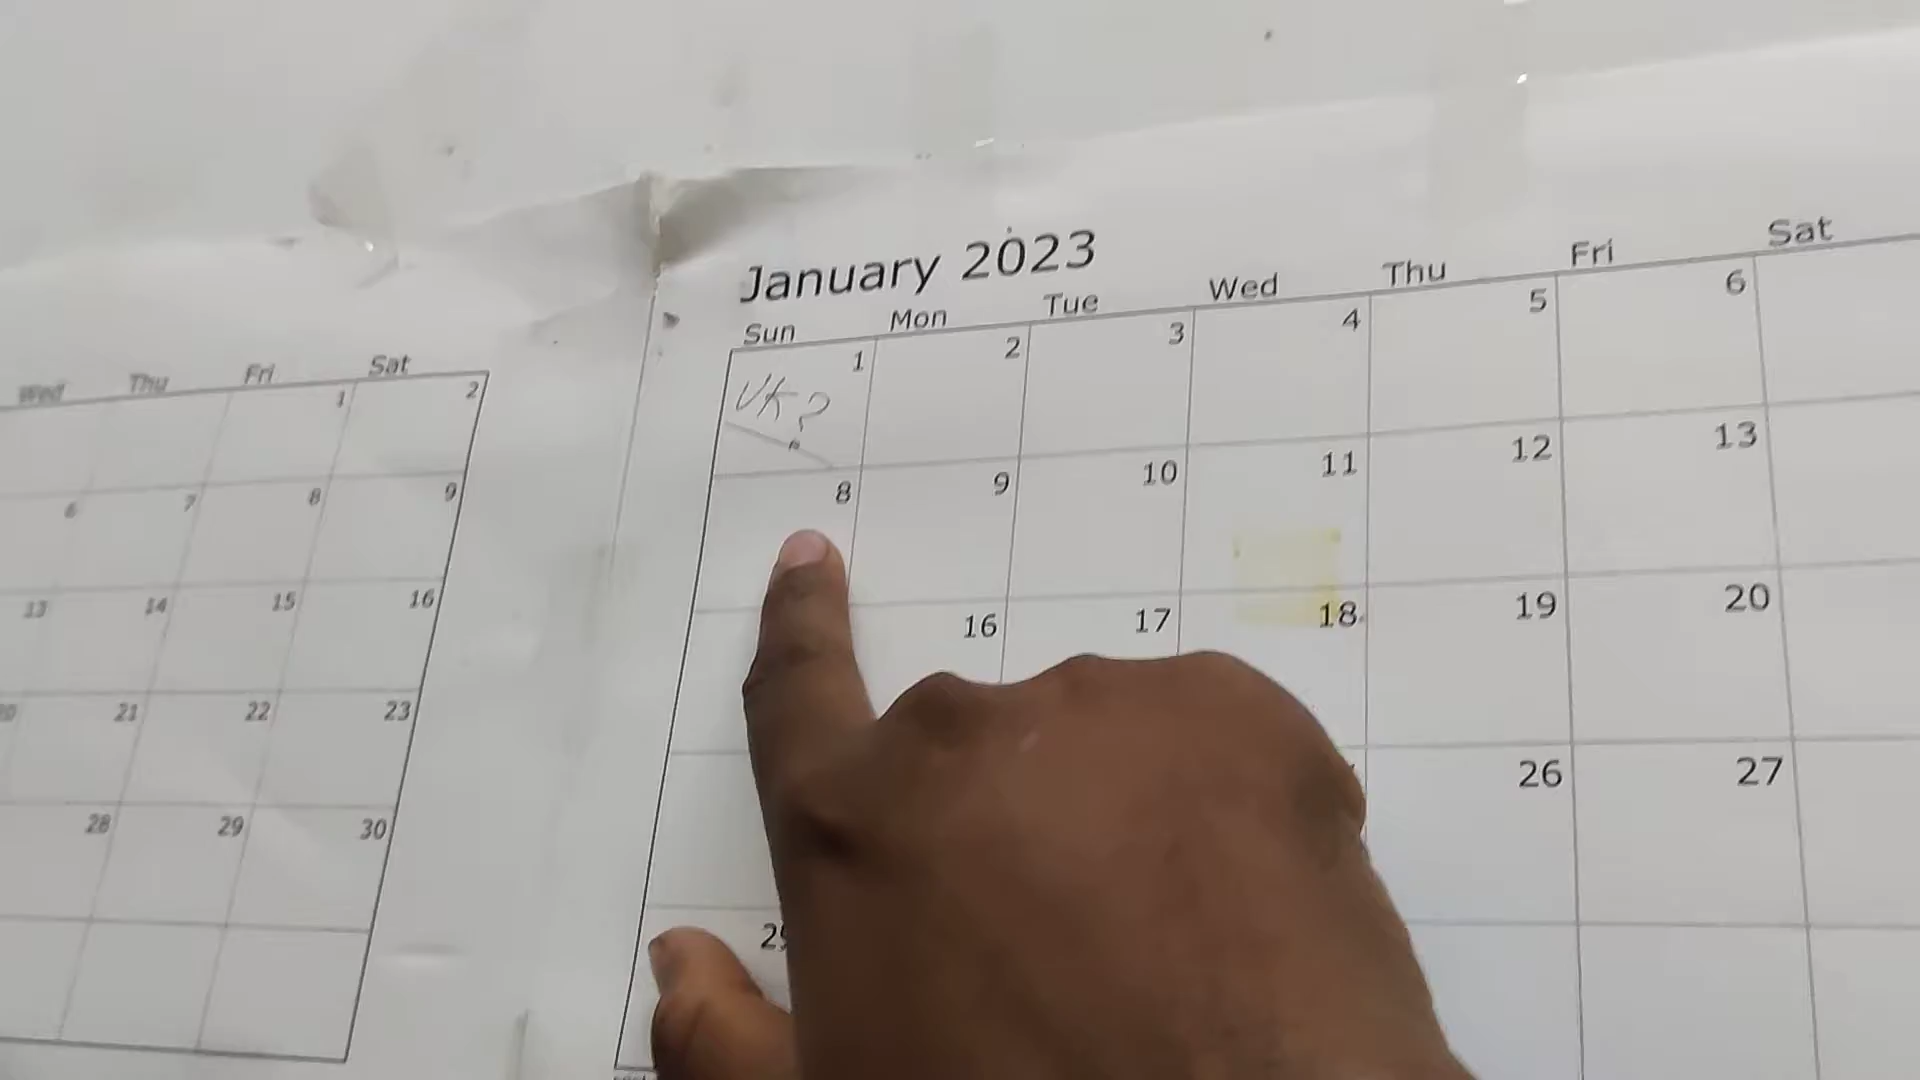 Wed Thu Fri Sat
1 2
6 7 8 9
13 14 15 16
20 21 22 23
28 29 30
January 2023
Sun Mon Tue Wed Thu Fri Sat
1 2 3 4 5 6
UK?
8 9 10 11 12 13
16 17 18 19 20
26 27